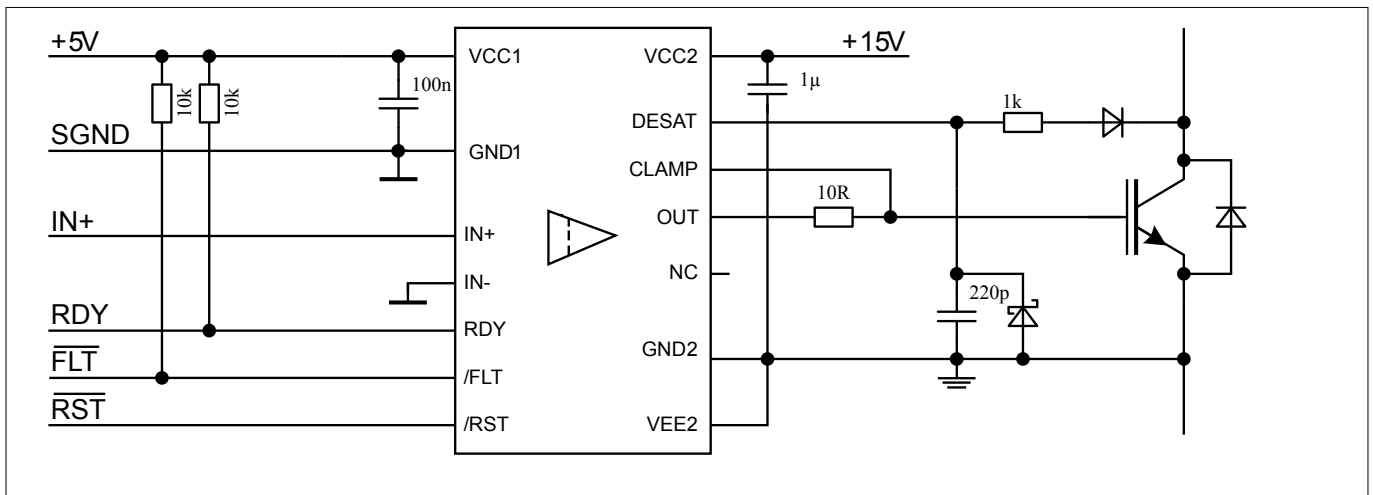 +5V
+15V
VCC1
VCC2
10k
10k
100n
1µ
DESAT
1k
SGND
GND1
CLAMP
10R
OUT
IN+
IN+
NC
IN-
220p
RDY
RDY
GND2
FLT
/FLT
RST
/RST
VEE2